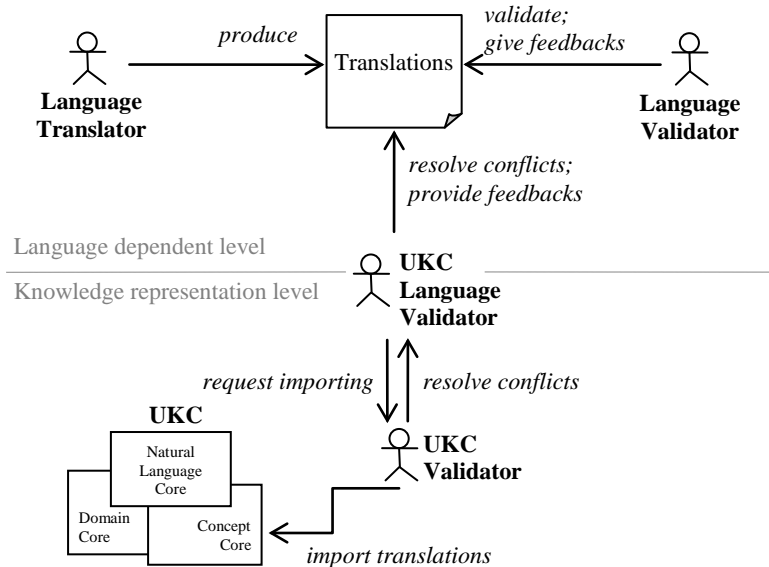 produce
validate;
give feedbacks
Translations
Language
Translator
Language
Validator
resolve conflicts;
provide feedbacks
Language dependent level
Knowledge representation level
UKC
Language
Validator
request importing
resolve conflicts
UKC
Natural
Language
Core
Domain
Core
Concept
Core
UKC
Validator
import translations